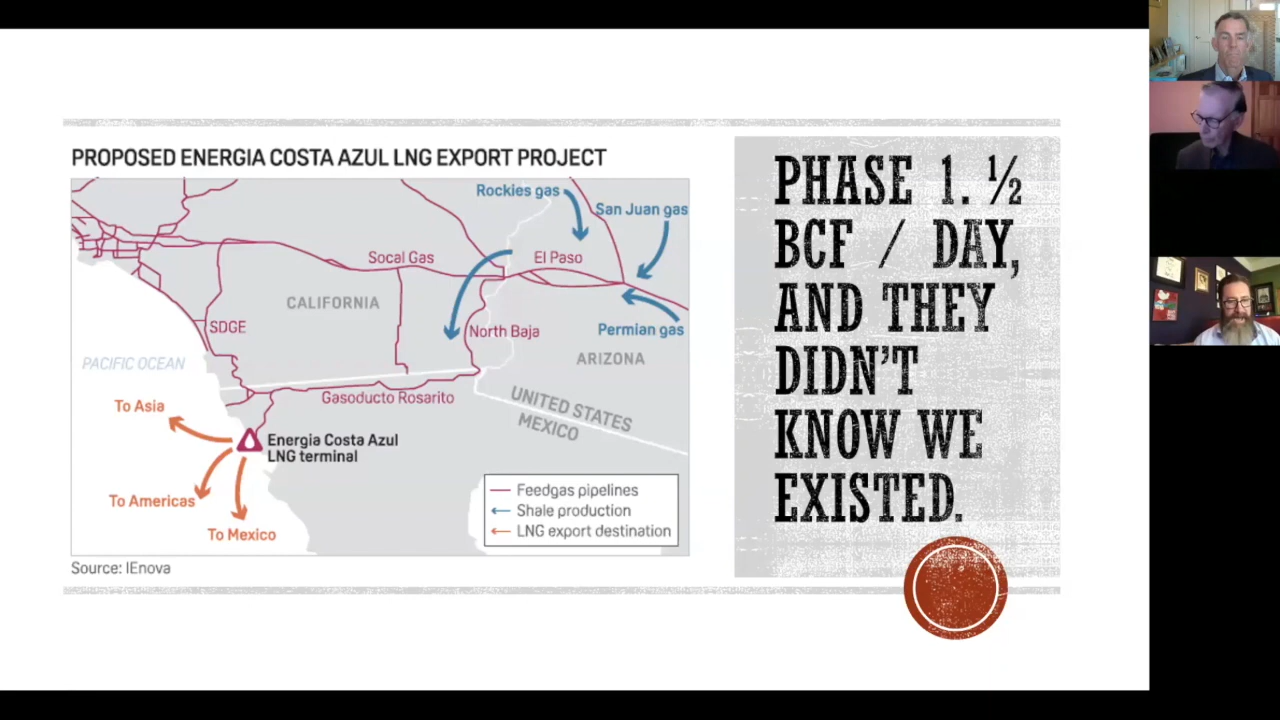 PROPOSED ENERGIA COSTA AZUL LNG EXPORT PROJECT
Rockies gas
San Juan gas
Socal Gas
El Paso
CALIFORNIA
SDGE
North Baja
Permian gas
ARIZONA
PACIFIC OCEAN
Gasoducto Rosarito
UNITED STATES
MEXICO
To Asia
Energia Costa Azul
LNG terminal
To Americas
To Mexico
Feedgas pipelines
Shale production
LNG export destination
Source: IEnova
PHASE 1. ½
BCF / DAY,
AND THEY
DIDN'T
KNOW WE
EXISTED.